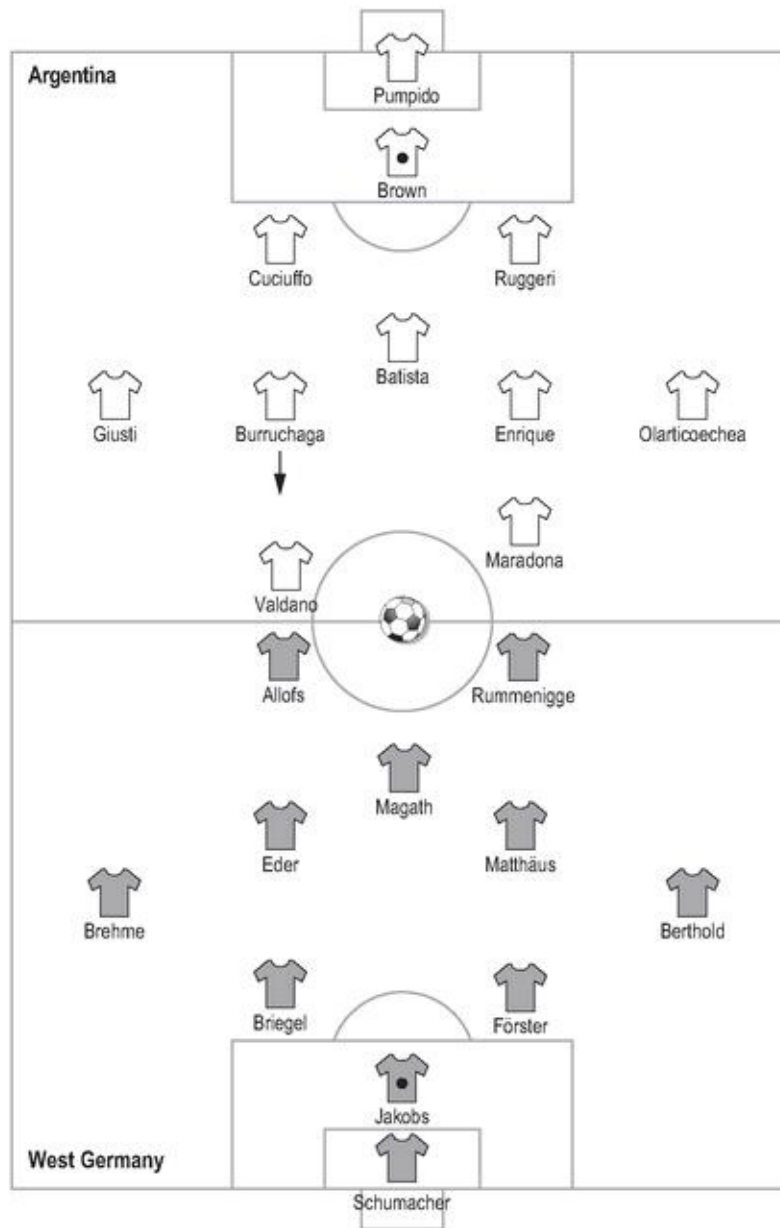 Argentina
Pumpido
Brown
Cuciuffo
Ruggeri
Batista
Giusti
Burruchaga
Enrique
Olarticoechea
Maradona
Valdano
Allofs
Rummenigge
Magath
Eder
Matthäus
Brehme
Berthold
Briegel
Förster
Jakobs
West Germany
Schumacher